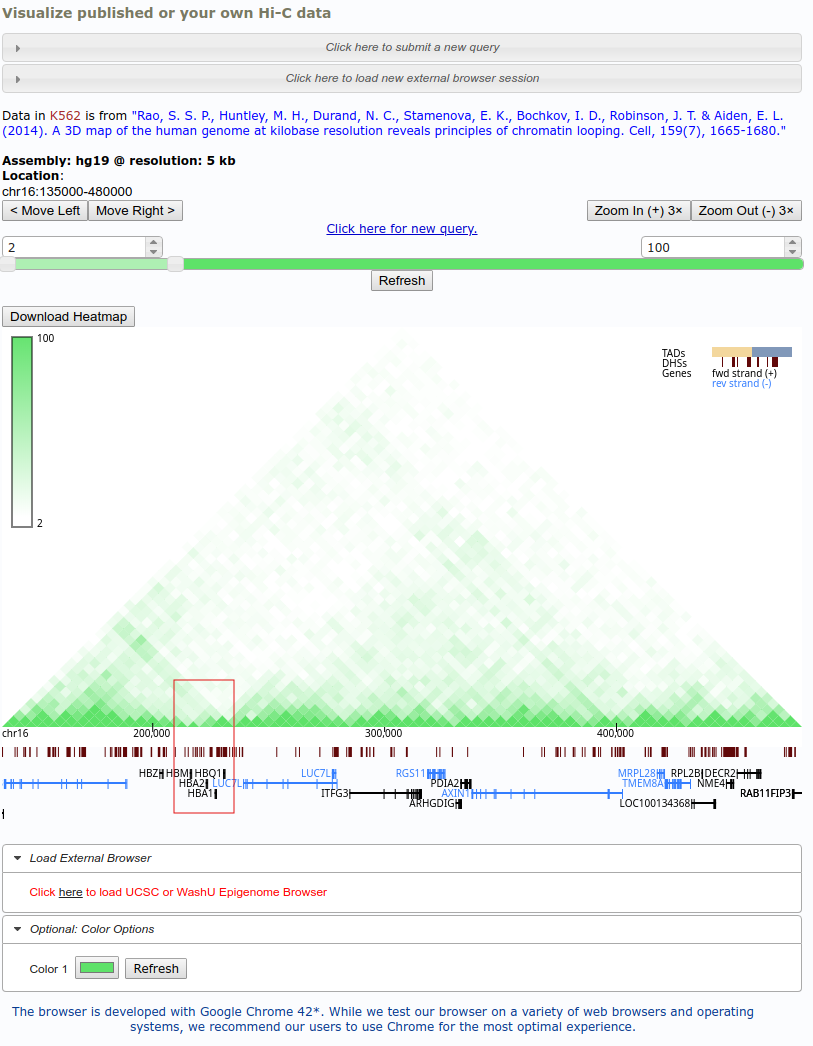 Visualize published or your own Hi-C data
Click here to submit a new query
Click here to load new external browser session
Data in K562 is from "Rao, S. S. P., Huntley, M. H., Durand, N. C., Stamenova, E. K., Bochkov, I. D., Robinson, J. T. & Aiden, E. L.
(2014). A 3D map of the human genome at kilobase resolution reveals principles of chromatin looping. Cell, 159(7), 1665-1680."
Assembly: hg19 @ resolution: 5 kb
Location:
chr16:135000-480000
< Move Left Move Right > Zoom In (+) 3× Zoom Out (-) 3×
Click here for new query.
2 100
Refresh
Download Heatmap
100
TADs
DHSs
Genes fwd strand (+)
rev strand (-)
2
chr16 200,000 300,000 400,000
HBZ HBM HBQ1 LUC7L RGS11 MRPL28 RPL2B DECR2
HBA2 LUC7L PDIA2 TMEM8A NME4
HBA1 ITFG3 AXIN1 RAB11FIP3
ARHGDIG LOC100134368
Load External Browser
Click here to load UCSC or WashU Epigenome Browser
Optional: Color Options
Color 1 Refresh
The browser is developed with Google Chrome 42*. While we test our browser on a variety of web browsers and operating
systems, we recommend our users to use Chrome for the most optimal experience.